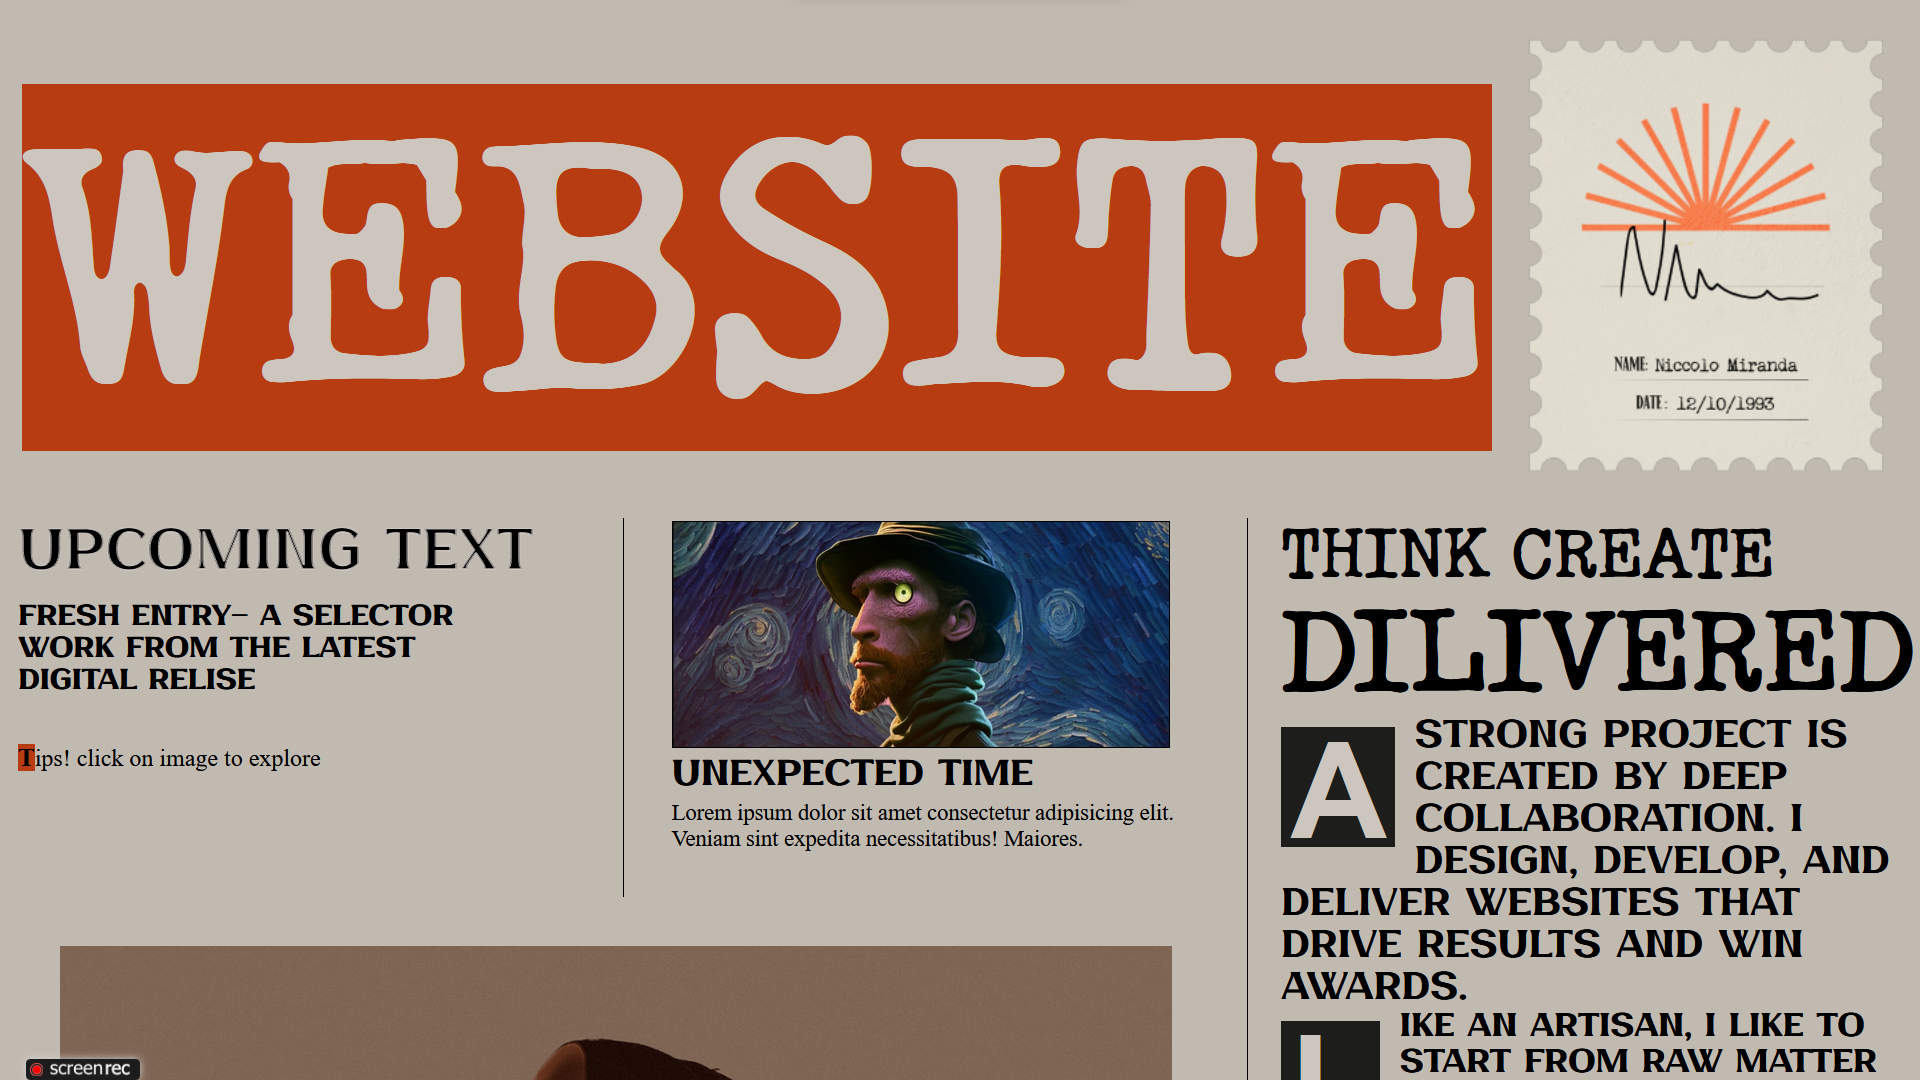 WEBSITE
NAME: Niccolo Miranda
DATE: 12/10/1993
UPCOMING TEXT
FRESH ENTRY– A SELECTOR
WORK FROM THE LATEST
DIGITAL RELISE
Tips! click on image to explore
UNEXPECTED TIME
Lorem ipsum dolor sit amet consectetur adipisicing elit.
Veniam sint expedita necessitatibus! Maiores.
THINK CREATE
DILIVERED
A STRONG PROJECT IS
CREATED BY DEEP
COLLABORATION. I
DESIGN, DEVELOP, AND
DELIVER WEBSITES THAT
DRIVE RESULTS AND WIN
AWARDS.
LIKE AN ARTISAN, I LIKE TO
START FROM RAW MATTER
screenrec